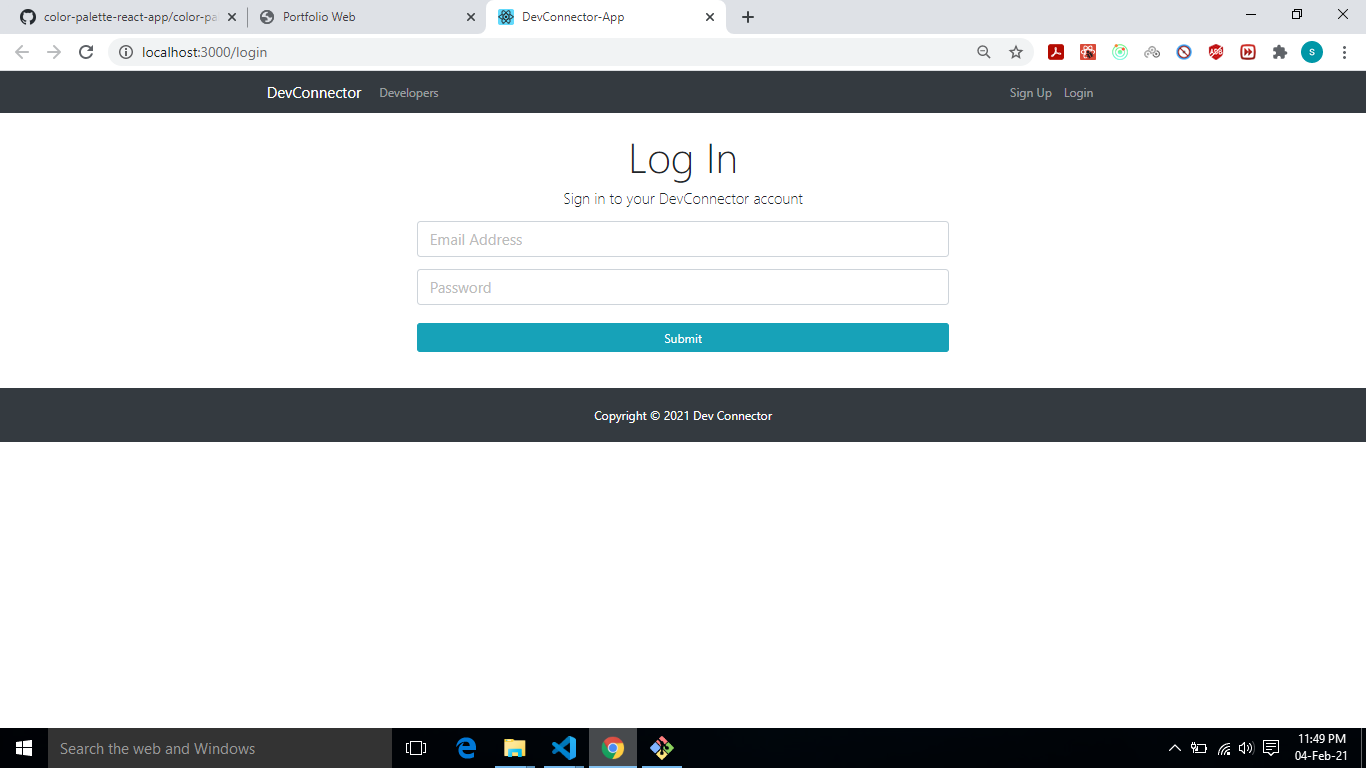 color-palette-react-app/color-pa
Portfolio Web
DevConnector-App
localhost:3000/login
S
DevConnector
Developers
Sign Up
Login
Log In
Sign in to your DevConnector account
Email Address
Password
Submit
Copyright © 2021 Dev Connector
Search the web and Windows
11:49 PM
04-Feb-21